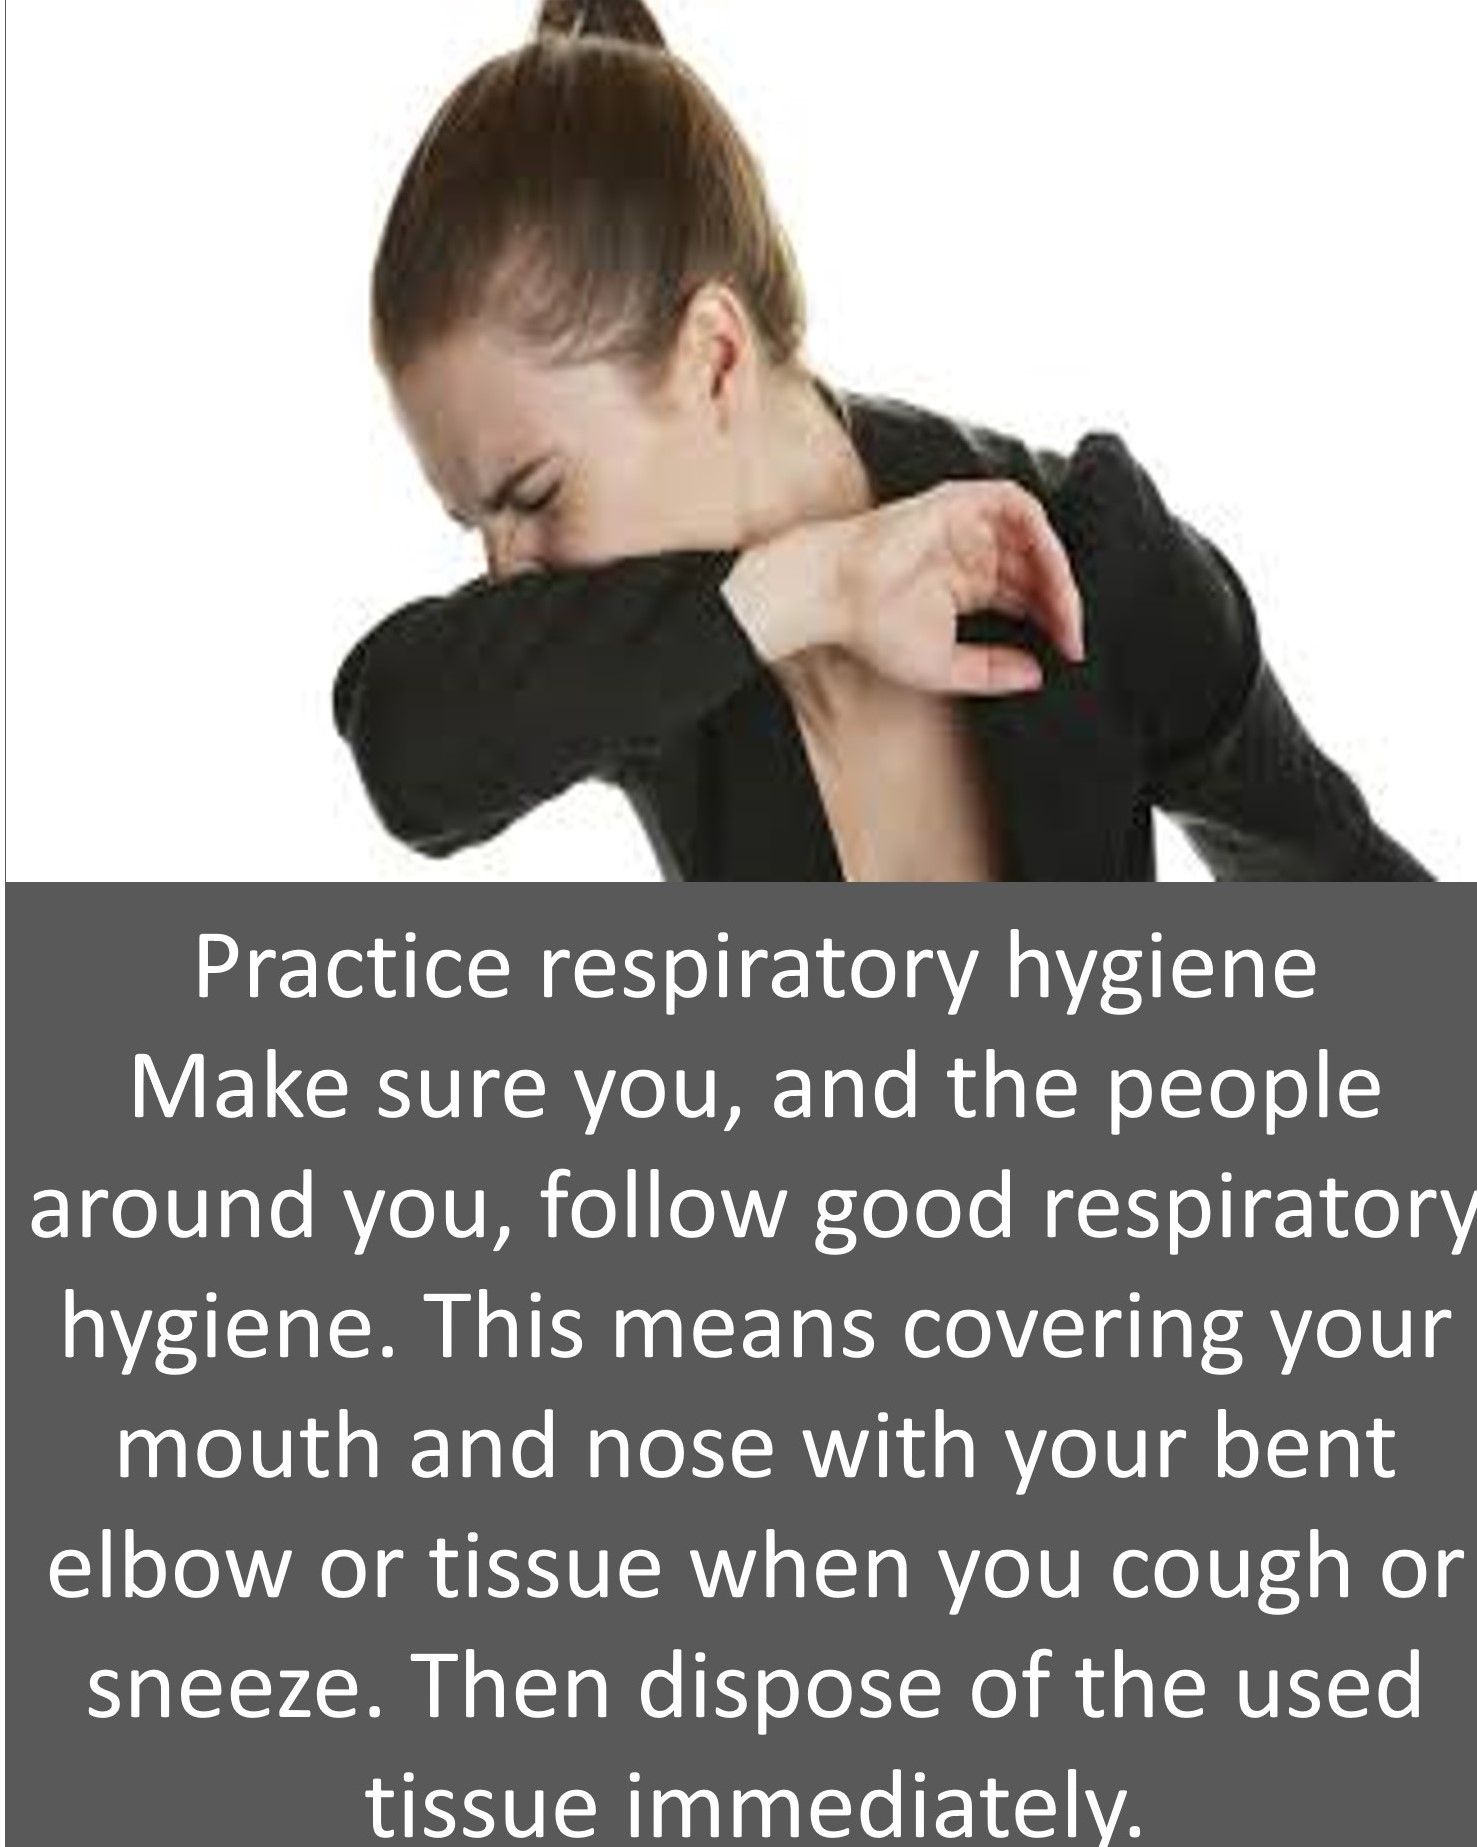 Practice respiratory hygiene
Make sure you, and the people
around you, follow good respiratory
hygiene. This means covering your
mouth and nose with your bent
elbow or tissue when you cough or
sneeze. Then dispose of the used
tissue immediately.